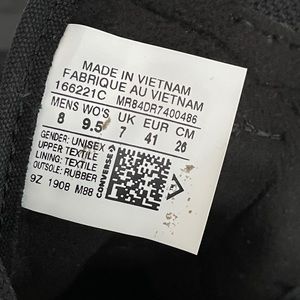 MADE IN VIETNAM
FABRIQUE AU VIETNAM
166221C MR84DR7400486
MENS WO'S UK EUR CM
8 9.5 7 41 26
GENDER: UNISEX
UPPER: TEXTILE
LINING: TEXTILE
OUTSOLE: RUBBER
9Z 1908 M88
CONVERSE